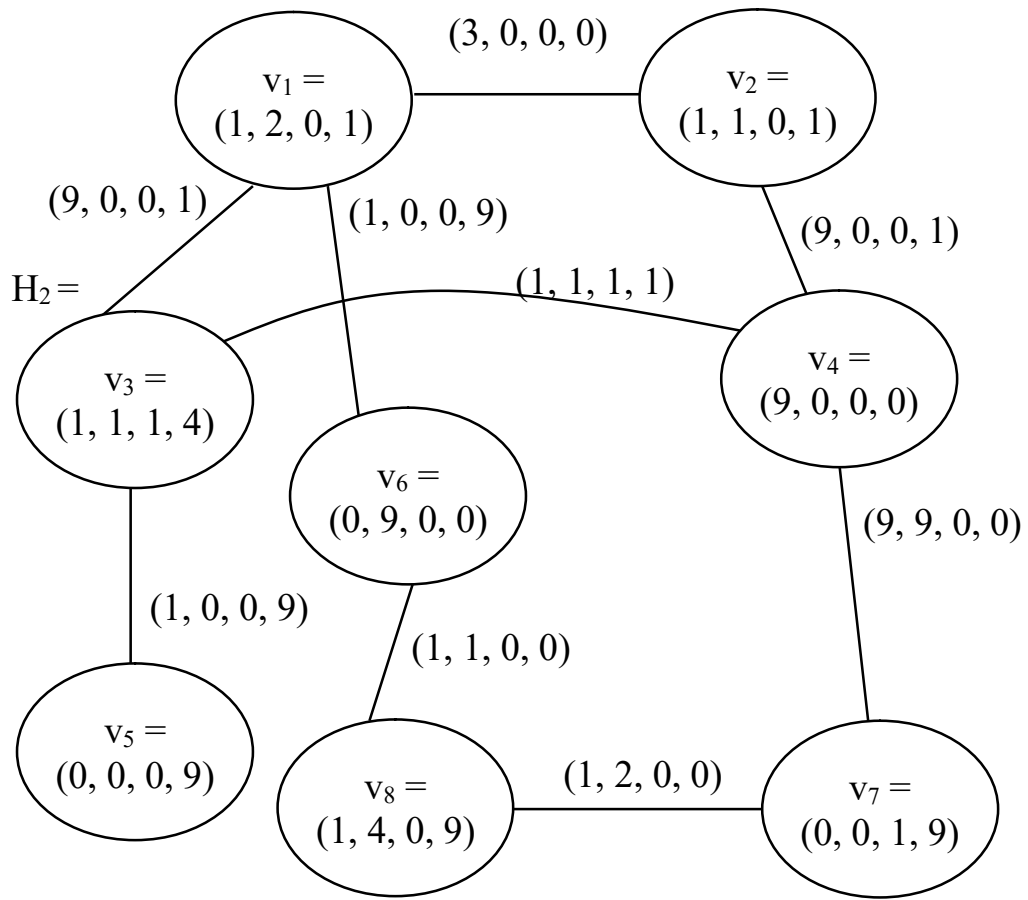 (3, 0, 0, 0)
v₁ =
(1, 2, 0, 1)
v₂ =
(1, 1, 0, 1)
(9, 0, 0, 1)
(1, 0, 0, 9)
(9, 0, 0, 1)
H₂ =
(1, 1, 1, 1)
v₃ =
(1, 1, 1, 4)
v₄ =
(9, 0, 0, 0)
v₆ =
(0, 9, 0, 0)
(9, 9, 0, 0)
(1, 0, 0, 9)
(1, 1, 0, 0)
v₅ =
(0, 0, 0, 9)
v₈ =
(1, 4, 0, 9)
(1, 2, 0, 0)
v₇ =
(0, 0, 1, 9)